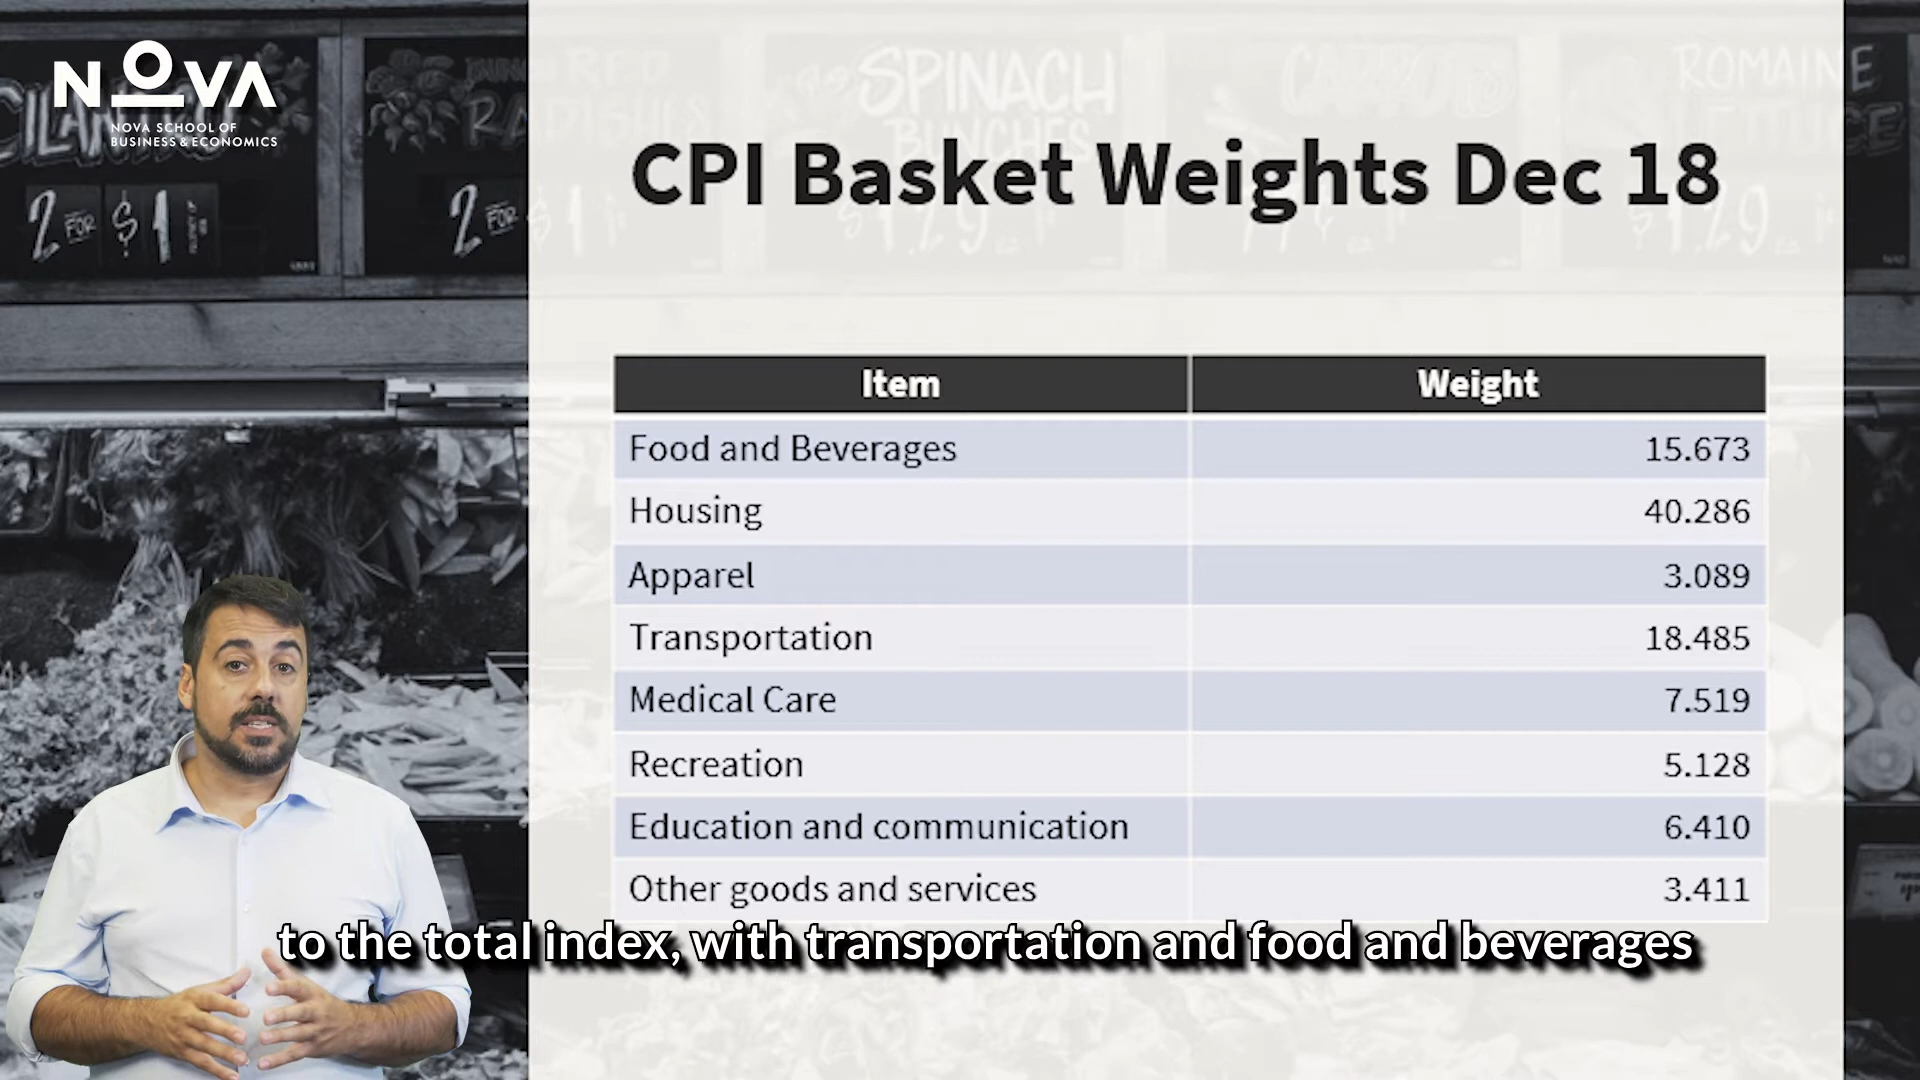 NOVA
NOVA SCHOOL OF
BUSINESS & ECONOMICS
CILANTRO
2 FOR $1
2 FOR $1
SPINACH
BUNCHES
ROMAINE
LETTUCE
CPI Basket Weights Dec 18
Item Weight
Food and Beverages 15.673
Housing 40.286
Apparel 3.089
Transportation 18.485
Medical Care 7.519
Recreation 5.128
Education and communication 6.410
Other goods and services 3.411
to the total index, with transportation and food and beverages